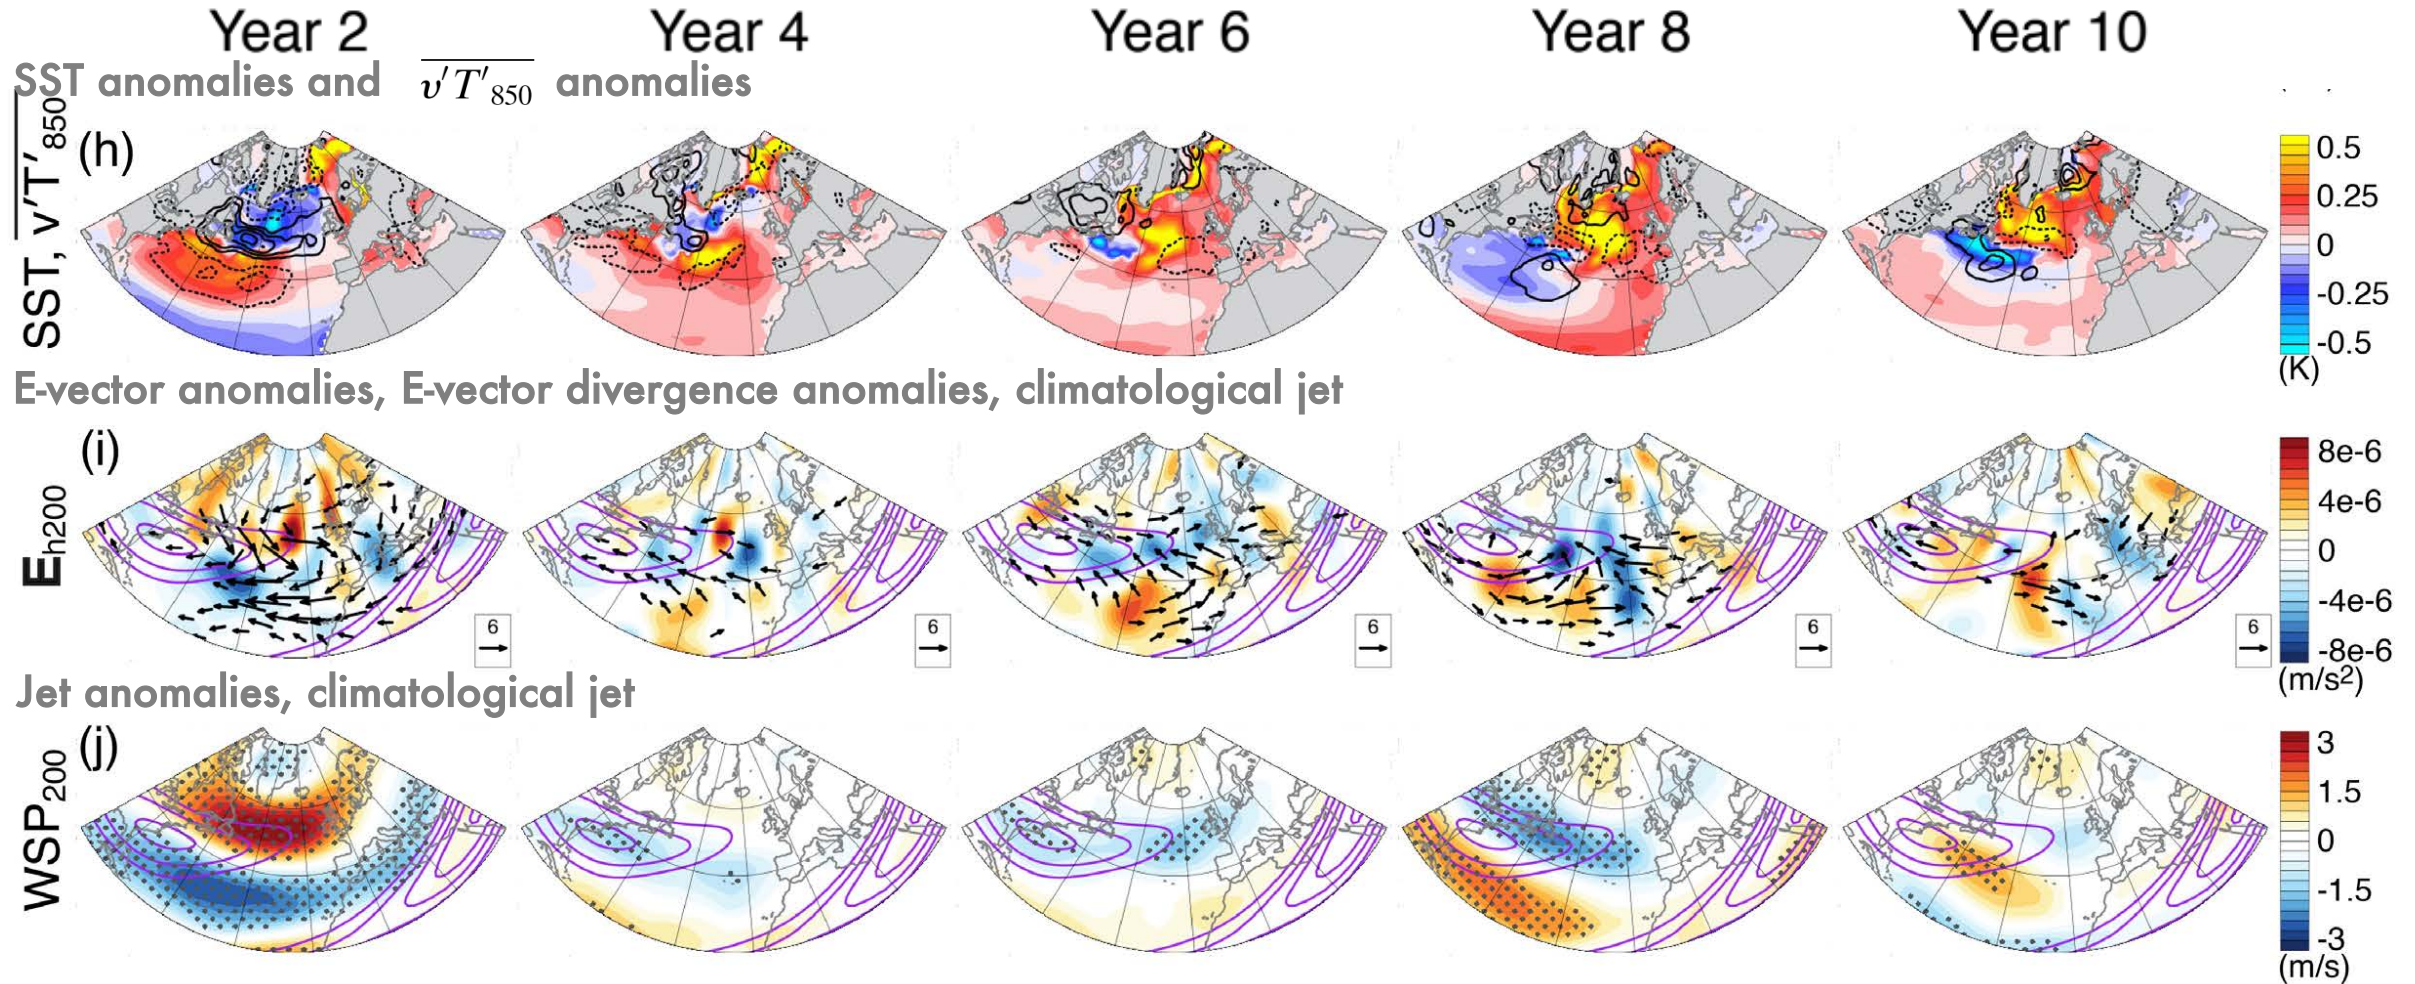 Year 2 Year 4 Year 6 Year 8 Year 10
SST anomalies and v′T′850 anomalies
SST, v′T′850
(h)
0.5
0.25
0
-0.25
-0.5
(K)
E-vector anomalies, E-vector divergence anomalies, climatological jet
Eh200
(i)
6 6 6 6 6
8e-6
4e-6
0
-4e-6
-8e-6
(m/s2)
Jet anomalies, climatological jet
WSP200
(j)
3
1.5
0
-1.5
-3
(m/s)